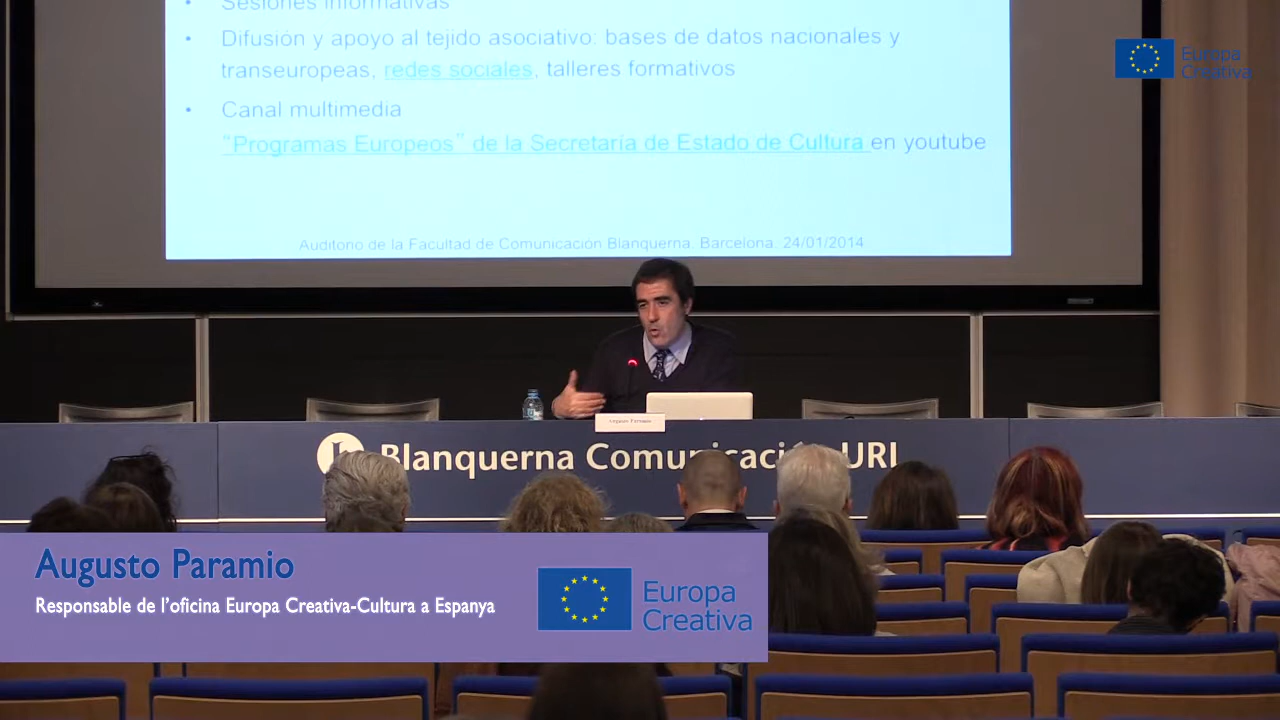 Sesiones informativas
• Difusión y apoyo al tejido asociativo: bases de datos nacionales y
transeuropeas, redes sociales, talleres formativos
• Canal multimedia
“Programas Europeos” de la Secretaría de Estado de Cultura en youtube
Auditorio de la Facultad de Comunicación Blanquerna. Barcelona. 24/01/2014
Europa
Creativa
Augusto Paramio
Blanquerna Comunicació URL
Augusto Paramio
Responsable de l’oficina Europa Creativa-Cultura a Espanya
Europa
Creativa